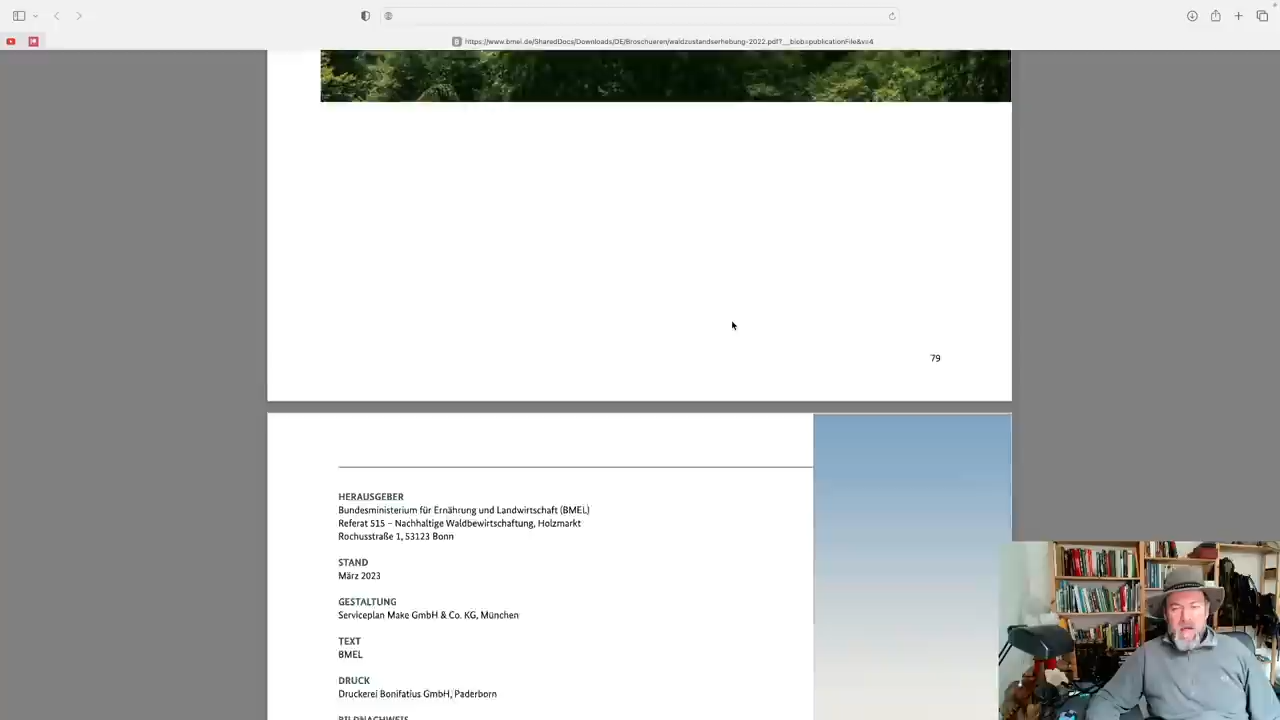 https://www.bmel.de/SharedDocs/Downloads/DE/Broschueren/waldzustandserhebung-2022.pdf?__blob=publicationFile&v=4
79
HERAUSGEBER
Bundesministerium für Ernährung und Landwirtschaft (BMEL)
Referat 515 – Nachhaltige Waldbewirtschaftung, Holzmarkt
Rochusstraße 1, 53123 Bonn
STAND
März 2023
GESTALTUNG
Serviceplan Make GmbH & Co. KG, München
TEXT
BMEL
DRUCK
Druckerei Bonifatius GmbH, Paderborn
BILDNACHWEIS